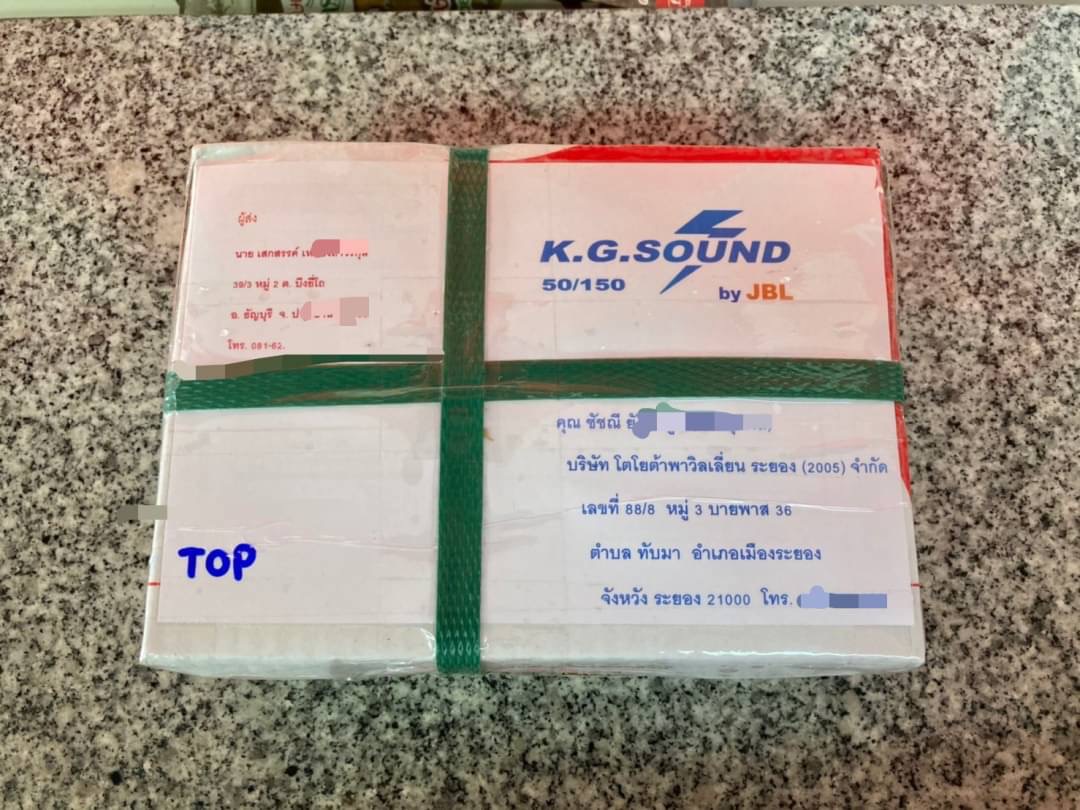 ผู้ส่ง
นาย เสกสรรค์
39/3 หมู่ 2 ต. บึงยี่โถ
อ. ธัญบุรี จ.
โทร. 081-62.
K.G.SOUND
50/150
by JBL
คุณ ชัชณี
บริษัท โตโยต้าพาวิลเลี่ยน ระยอง (2005) จำกัด
เลขที่ 88/8 หมู่ 3 บายพาส 36
ตำบล ทับมา อำเภอเมืองระยอง
จังหวัง ระยอง 21000 โทร.
TOP